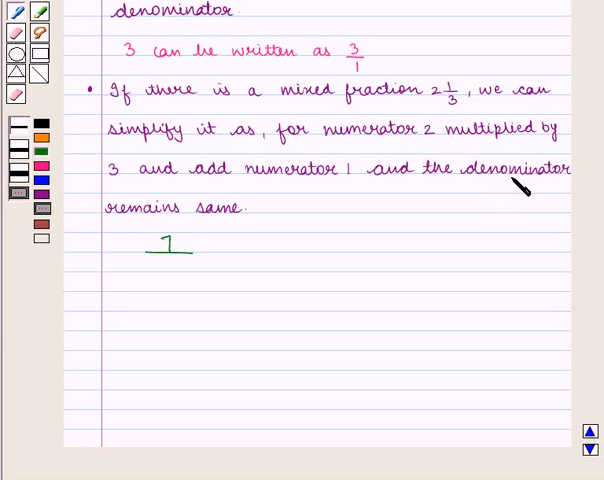 denominator.
3 can be written as 3/1
• If there is a mixed fraction 2 1/3, we can
simplify it as, for numerator 2 multiplied by
3 and add numerator 1 and the denominator
remains same.
7